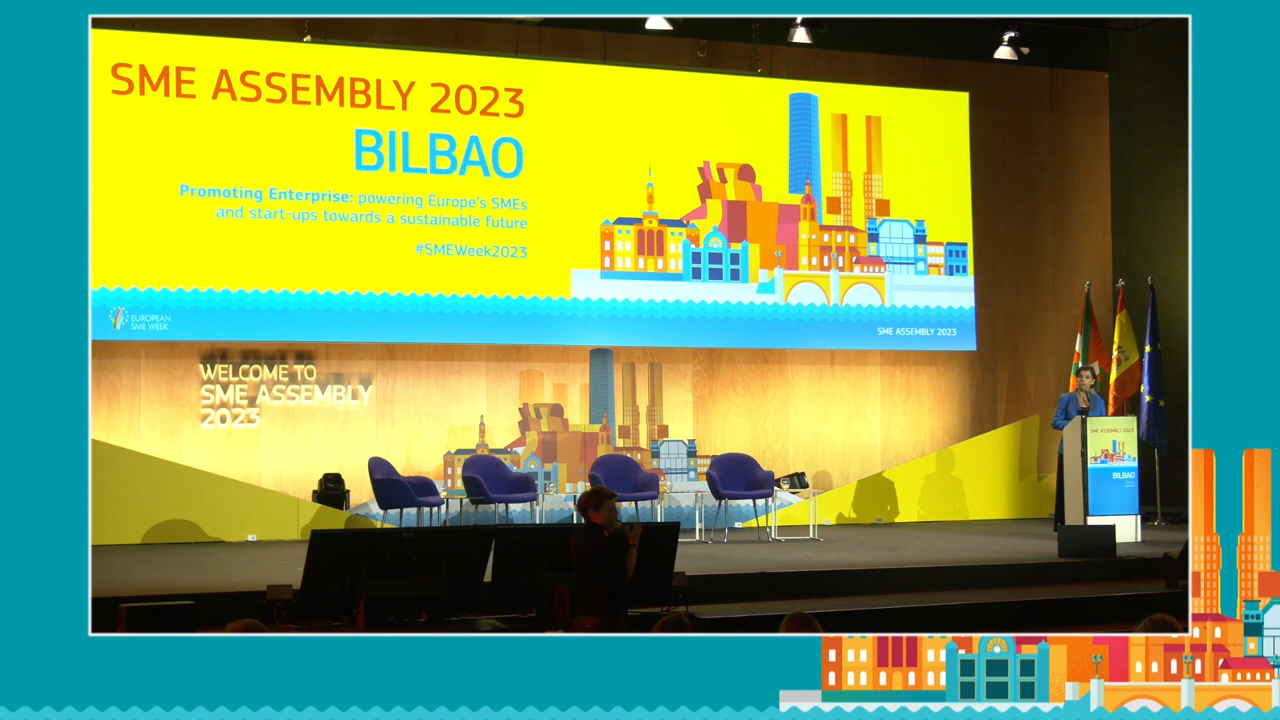 SME ASSEMBLY 2023
BILBAO
Promoting Enterprise: powering Europe's SMEs
and start-ups towards a sustainable future
#SMEWeek2023
EUROPEAN
SME WEEK
SME ASSEMBLY 2023
WELCOME TO
SME ASSEMBLY
2023
SME ASSEMBLY 2023
BILBAO